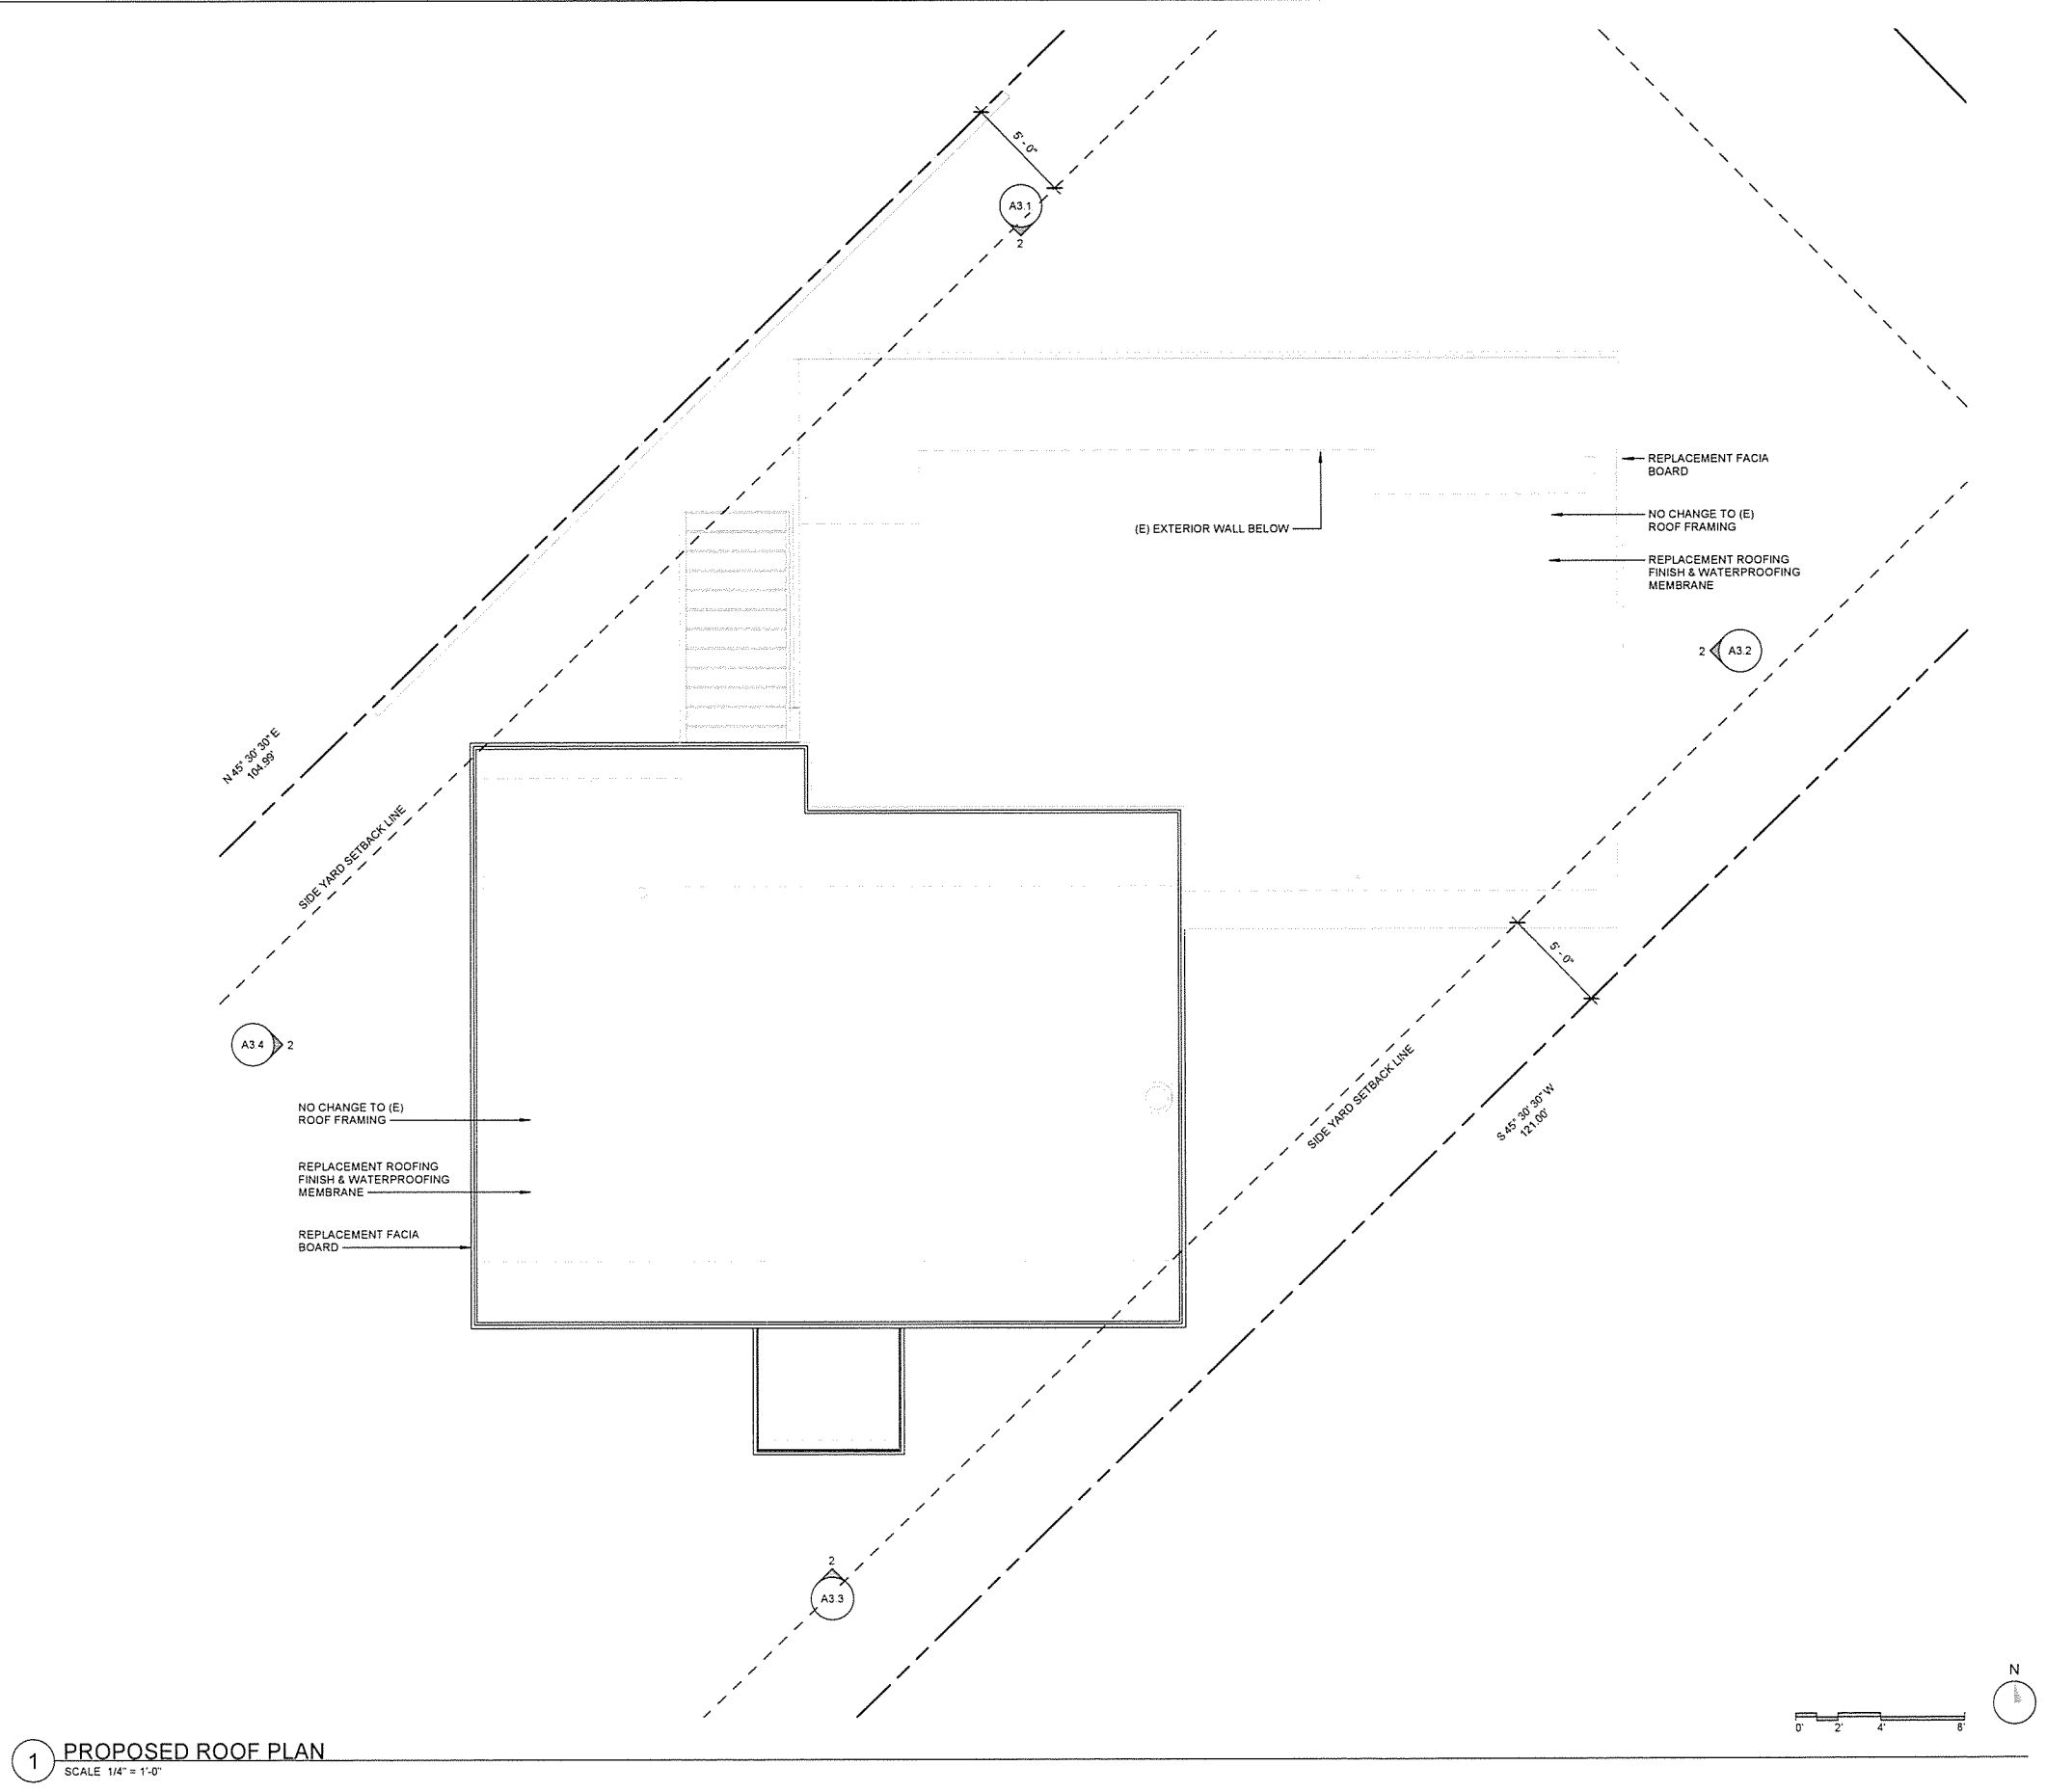 5' - 0"
A3.1
2
REPLACEMENT FACIA
BOARD
NO CHANGE TO (E)
ROOF FRAMING
(E) EXTERIOR WALL BELOW
REPLACEMENT ROOFING
FINISH & WATERPROOFING
MEMBRANE
2
A3.2
N 45° 30' 30" E
104.99'
SIDE YARD SETBACK LINE
5' - 0"
A3.4
2
SIDE YARD SETBACK LINE
S 45° 30' 30" W
121.00'
NO CHANGE TO (E)
ROOF FRAMING
REPLACEMENT ROOFING
FINISH & WATERPROOFING
MEMBRANE
REPLACEMENT FACIA
BOARD
2
A3.3
N
0' 2' 4' 8'
1 PROPOSED ROOF PLAN
SCALE 1/4" = 1'-0"